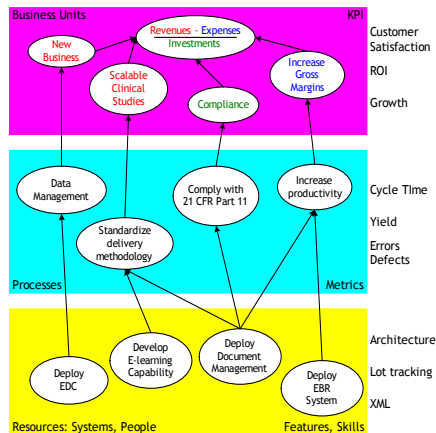 Business Units
KPI
Revenues - Expenses
Investments
New
Business
Scalable
Clinical
Studies
Compliance
Increase
Gross
Margins
Customer
Satisfaction
ROI
Growth
Data
Management
Standardize
delivery
methodology
Comply with
21 CFR Part 11
Increase
productivity
Processes
Metrics
Cycle TIme
Yield
Errors
Defects
Deploy
EDC
Develop
E-learning
Capability
Deploy
Document
Management
Deploy
EBR
System
Resources: Systems, People
Features, Skills
Architecture
Lot tracking
XML